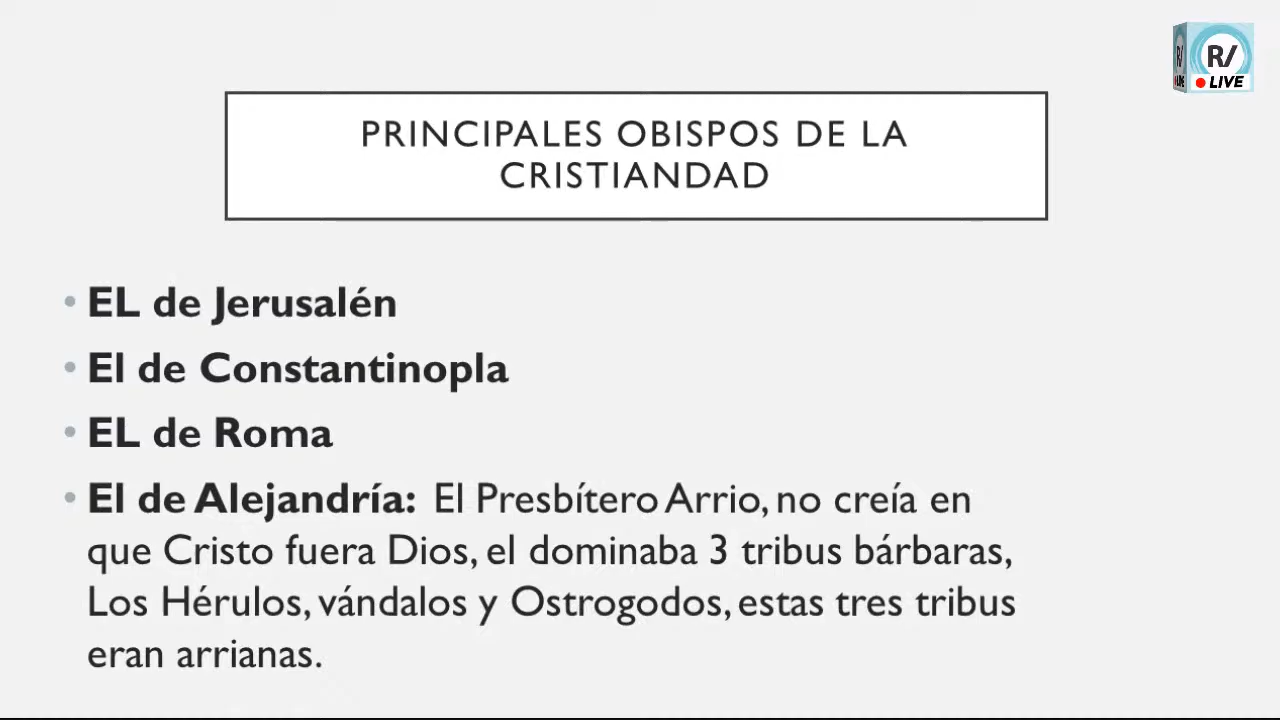 R/
LIVE
PRINCIPALES OBISPOS DE LA
CRISTIANDAD
• EL de Jerusalén
• El de Constantinopla
• EL de Roma
• El de Alejandría: El Presbítero Arrio, no creía en
que Cristo fuera Dios, el dominaba 3 tribus bárbaras,
Los Hérulos, vándalos y Ostrogodos, estas tres tribus
eran arrianas.